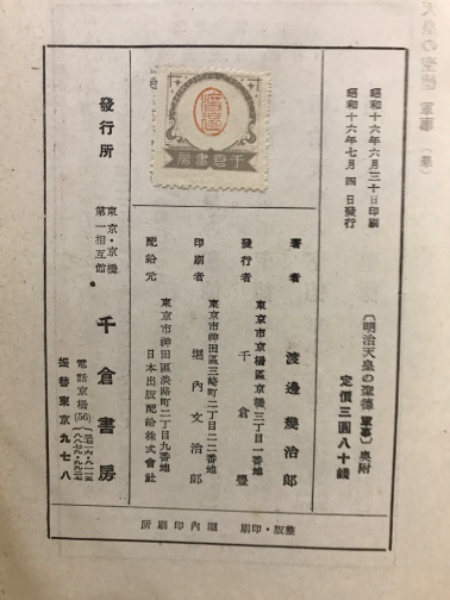 昭和十六年六月三十日印刷
昭和十六年七月四日發行
〔明治天皇の聖德 軍事〕奥附
定價三圓八十錢
著者 渡邊幾治郎
東京市京橋區京橋三丁目一番地
發行者 千倉豐
東京市神田區三崎町二丁目二二番地
印刷者 堀內文治郎
東京市神田區淡路町二丁目九番地
配給元 日本出版配給株式會社
千倉書房
發行所
東京・京橋
第一相互館
千倉書房
電話京橋(56)
振替東京九七八
整版・印刷 堀內印刷所